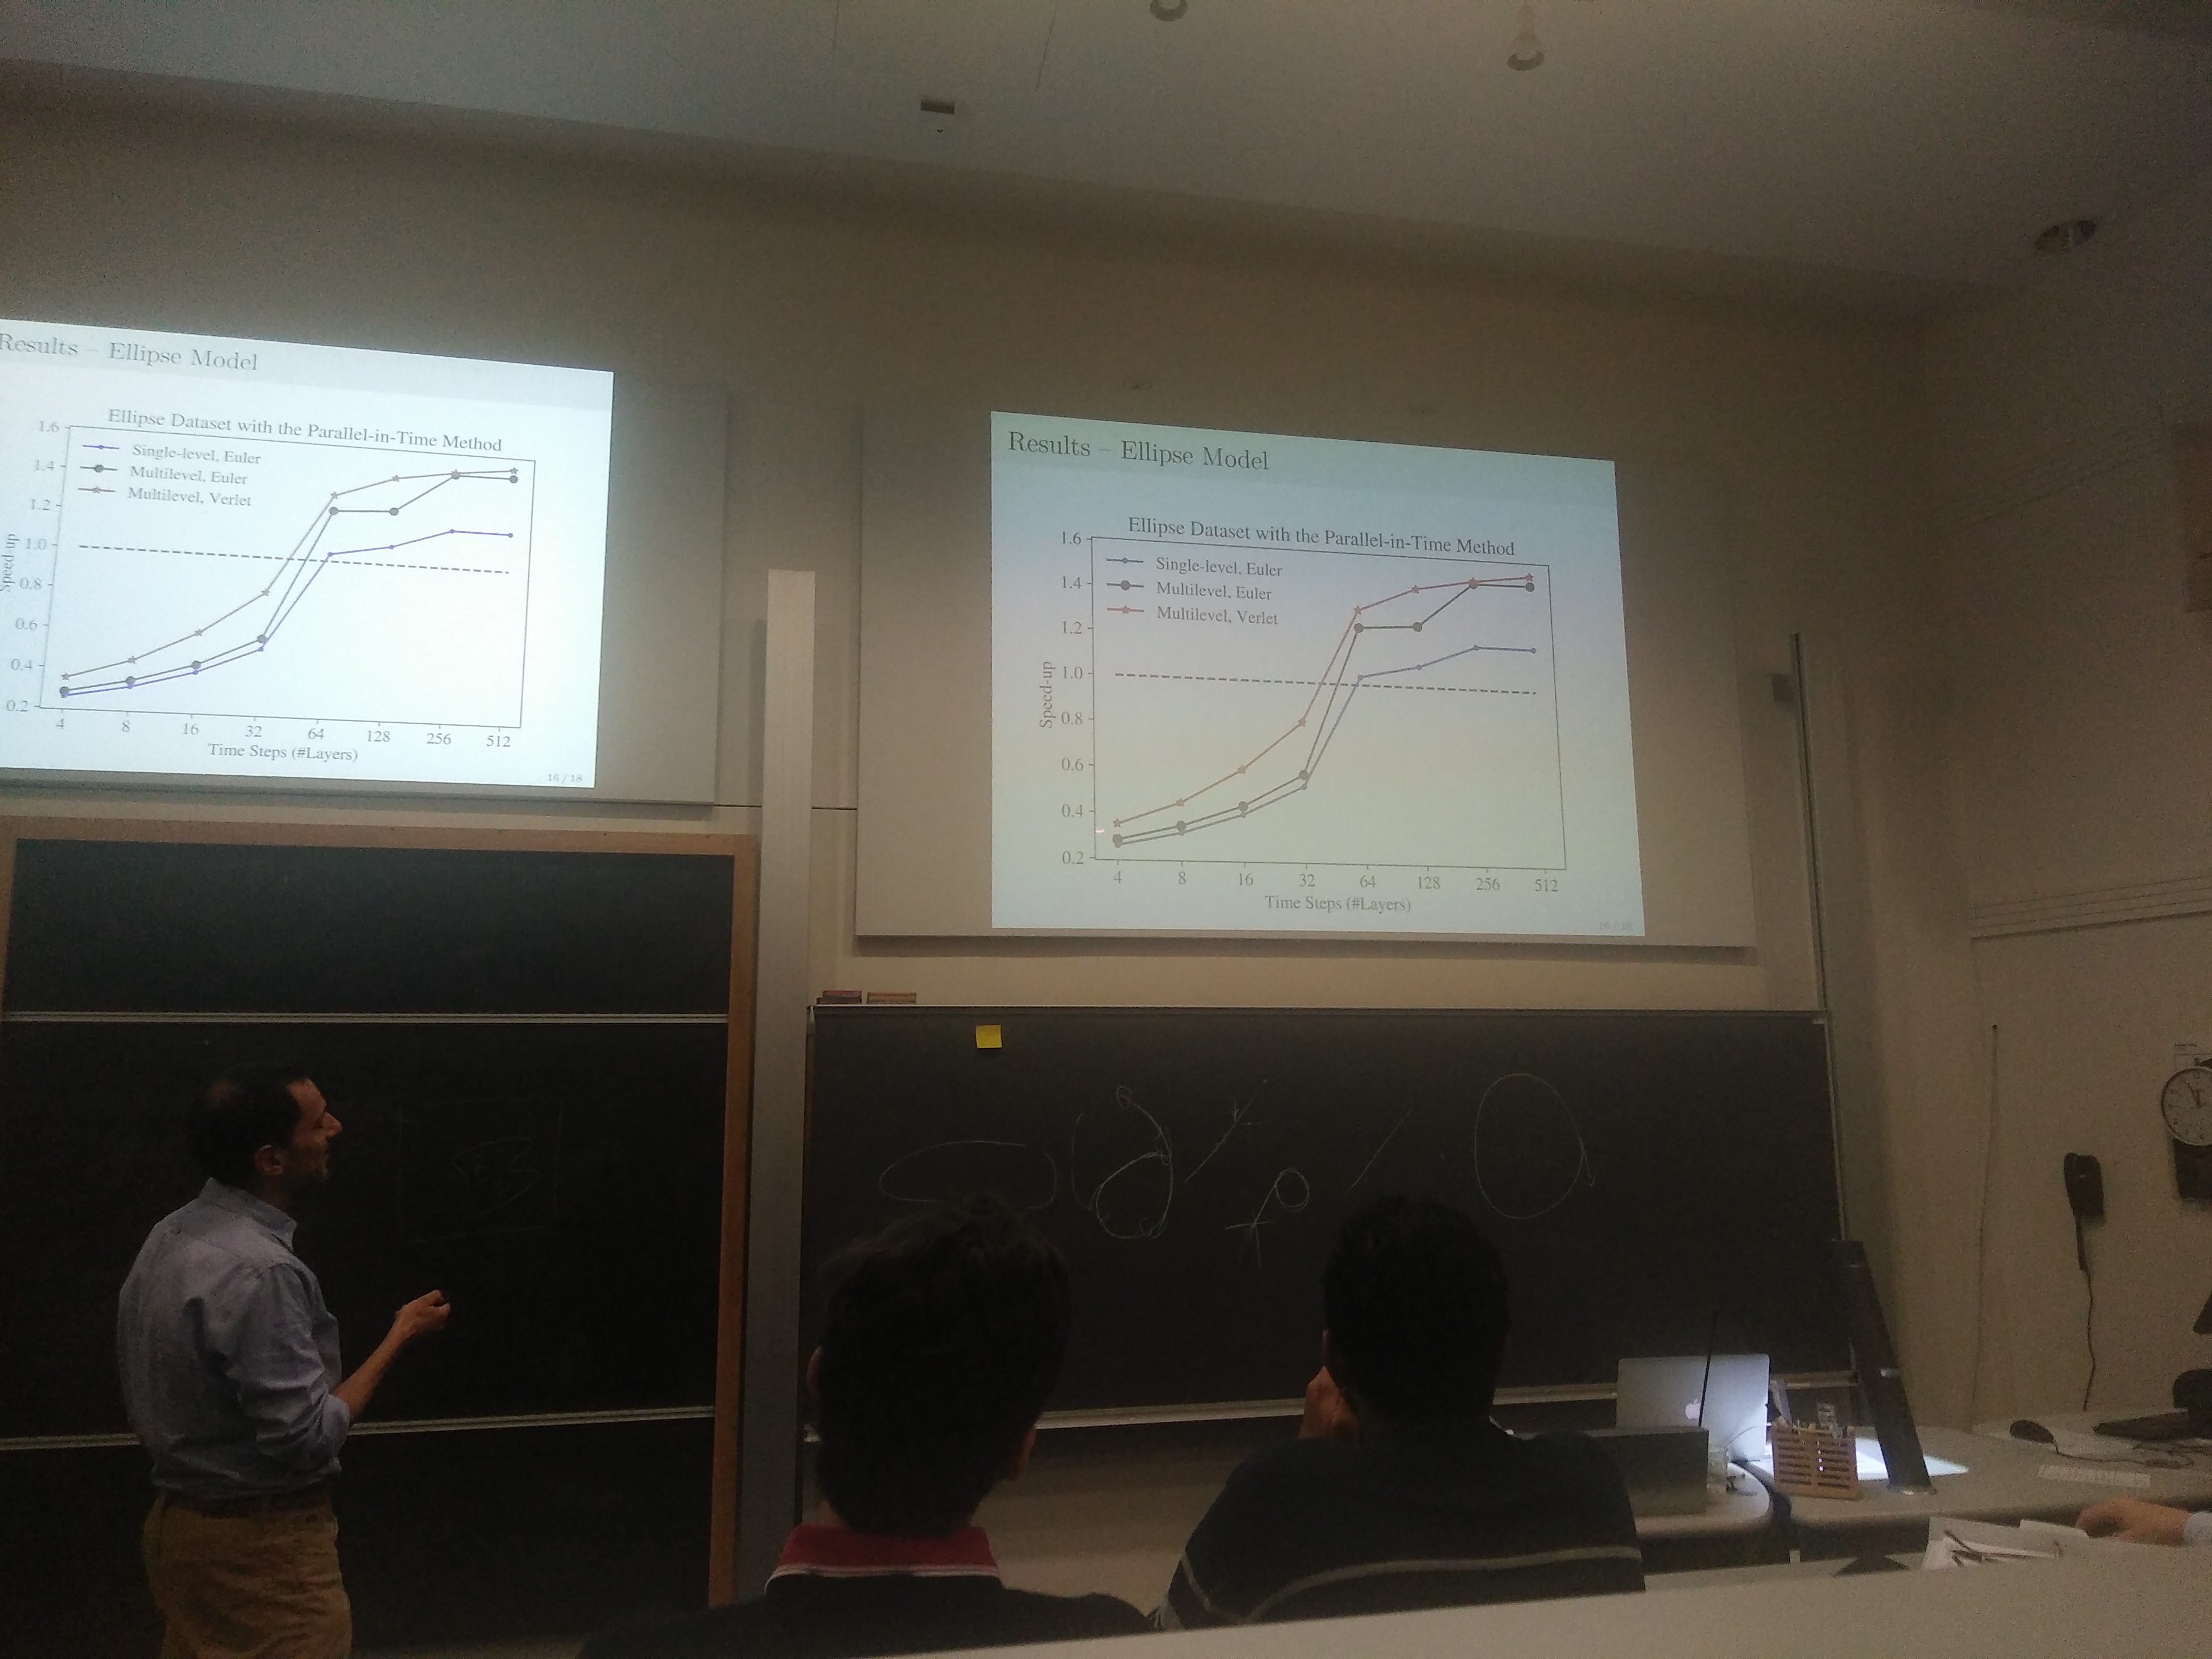 Results – Ellipse Model
Ellipse Dataset with the Parallel-in-Time Method
1.6
1.4
1.2
1.0
0.8
0.6
0.4
0.2
Speed-up
Single-level, Euler
Multilevel, Euler
Multilevel, Verlet
4 8 16 32 64 128 256 512
Time Steps (#Layers)
16 / 18
Results – Ellipse Model
Ellipse Dataset with the Parallel-in-Time Method
1.6
1.4
1.2
1.0
0.8
0.6
0.4
0.2
Speed-up
Single-level, Euler
Multilevel, Euler
Multilevel, Verlet
4 8 16 32 64 128 256 512
Time Steps (#Layers)
16 / 18